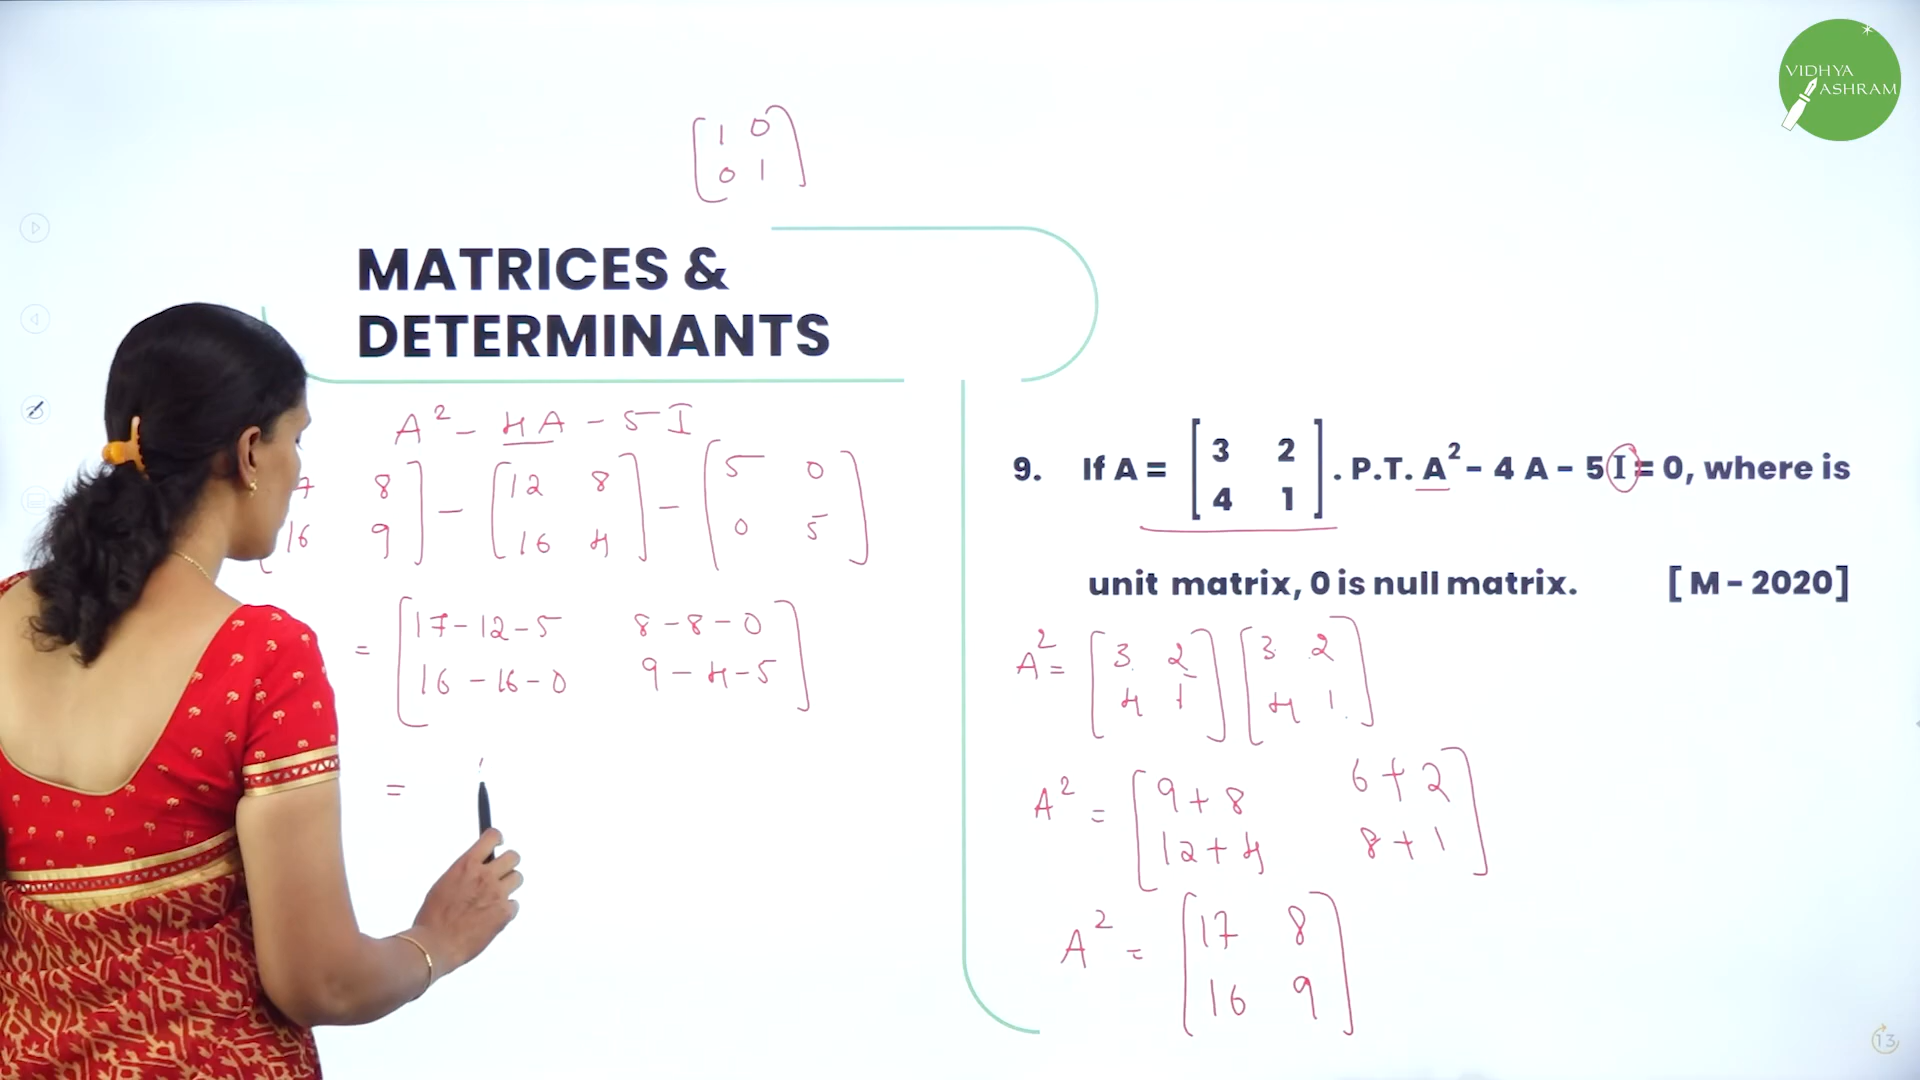 VIDHYA
ASHRAM
[1 0
0 1]
MATRICES &
DETERMINANTS
A² - 4A - 5I
7 8] - [12 8] - [5 0
16 9] [16 4] [0 5]
= [17-12-5 8-8-0
16-16-0 9-4-5]
=
9. If A = [3 2
4 1] . P.T. A² - 4 A - 5 I = 0, where is
unit matrix, 0 is null matrix. [ M - 2020]
A² = [3 2] [3 2
4 1] [4 1]
A² = [9+8 6+2
12+4 8+1]
A² = [17 8
16 9]
13